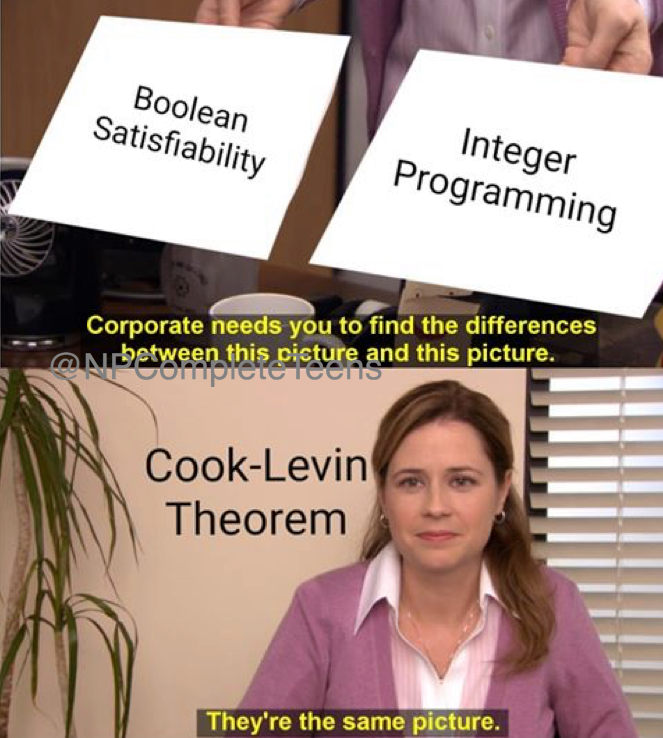 Boolean
Satisfiability
Integer
Programming
Corporate needs you to find the differences
between this picture and this picture.
@NPCompleteTeens
Cook-Levin
Theorem
They're the same picture.